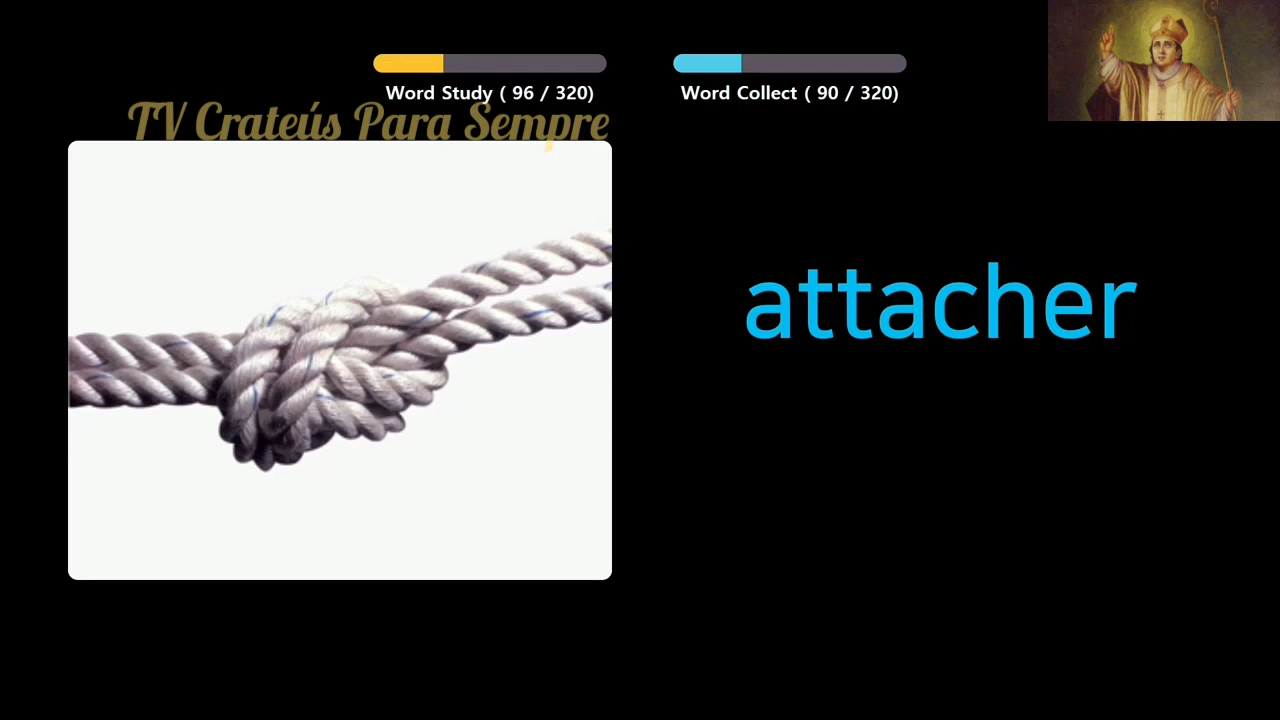 Word Study ( 96 / 320)
Word Collect ( 90 / 320)
TV Crateús Para Sempre
attacher